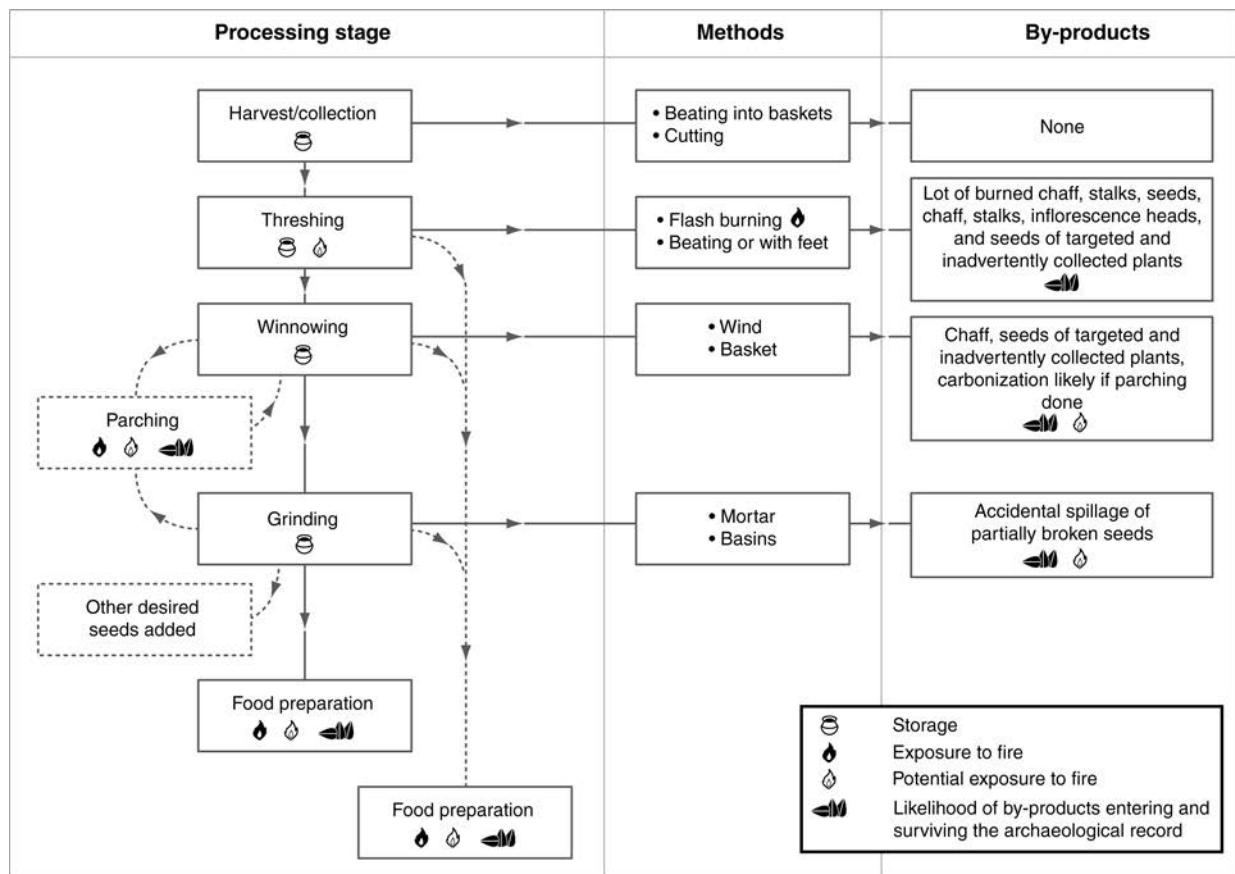 Processing stage
Methods
By-products
Harvest/collection
• Beating into baskets
• Cutting
None
Threshing
• Flash burning
• Beating or with feet
Lot of burned chaff, stalks, seeds,
chaff, stalks, inflorescence heads,
and seeds of targeted and
inadvertently collected plants
Winnowing
• Wind
• Basket
Chaff, seeds of targeted and
inadvertently collected plants,
carbonization likely if parching
done
Parching
Grinding
• Mortar
• Basins
Accidental spillage of
partially broken seeds
Other desired
seeds added
Food preparation
Food preparation
Storage
Exposure to fire
Potential exposure to fire
Likelihood of by-products entering and
surviving the archaeological record